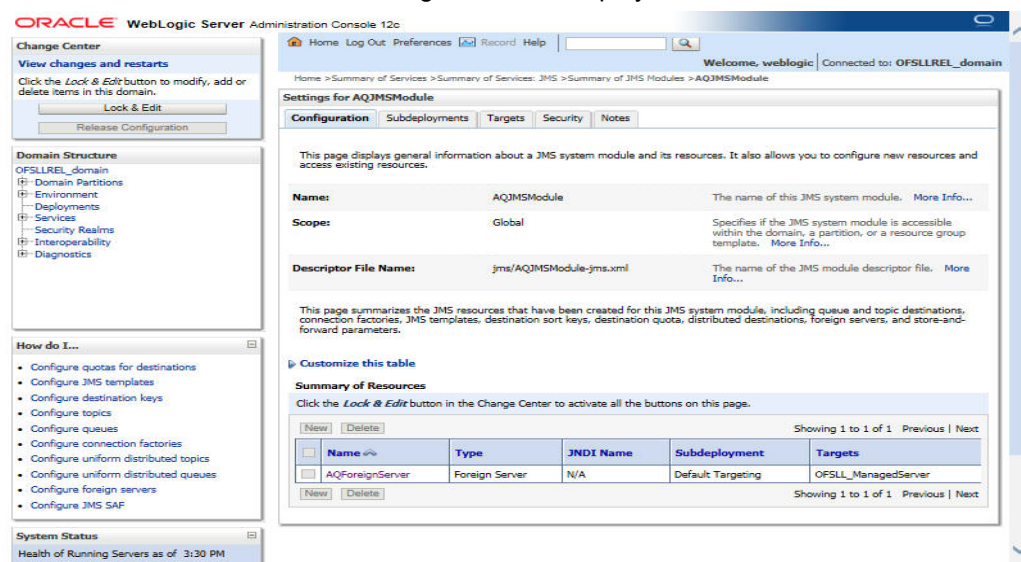 ORACLE WebLogic Server Administration Console 12c
Change Center
View changes and restarts
Click the Lock & Edit button to modify, add or
delete items in this domain.
Lock & Edit
Release Configuration
Domain Structure
OFSLLREL_domain
Domain Partitions
Environment
Deployments
Services
Security Realms
Interoperability
Diagnostics
How do I...
Configure quotas for destinations
Configure JMS templates
Configure destination keys
Configure topics
Configure queues
Configure connection factories
Configure uniform distributed topics
Configure uniform distributed queues
Configure foreign servers
Configure JMS SAF
System Status
Health of Running Servers as of 3:30 PM
Home Log Out Preferences Record Help
Welcome, weblogic Connected to: OFSLLREL_domain
Home >Summary of Services >Summary of Services: JMS >Summary of JMS Modules >AQJMSModule
Settings for AQJMSModule
Configuration Subdeployments Targets Security Notes
This page displays general information about a JMS system module and its resources. It also allows you to configure new resources and
access existing resources.
Name: AQJMSModule The name of this JMS system module. More Info...
Scope: Global Specifies if the JMS system module is accessible
within the domain, a partition, or a resource group
template. More Info...
Descriptor File Name: jms/AQJMSModule-jms.xml The name of the JMS module descriptor file. More
Info...
This page summarizes the JMS resources that have been created for this JMS system module, including queue and topic destinations,
connection factories, JMS templates, destination sort keys, destination quota, distributed destinations, foreign servers, and store-and-
forward parameters.
Customize this table
Summary of Resources
Click the Lock & Edit button in the Change Center to activate all the buttons on this page.
New Delete Showing 1 to 1 of 1 Previous | Next
Name Type JNDI Name Subdeployment Targets
AQForeignServer Foreign Server N/A Default Targeting OFSLL_ManagedServer
New Delete Showing 1 to 1 of 1 Previous | Next